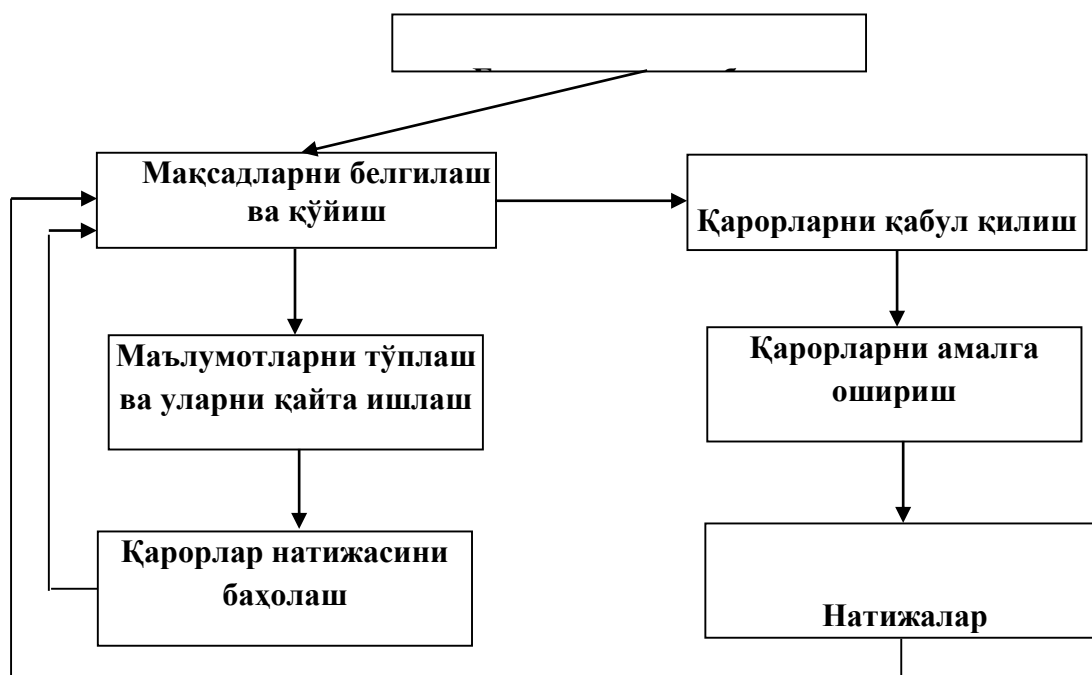 Мақсадларни белгилаш
ва қўйиш
Қарорларни қабул қилиш
Маълумотларни тўплаш
ва уларни қайта ишлаш
Қарорларни амалга
ошириш
Қарорлар натижасини
баҳолаш
Натижалар